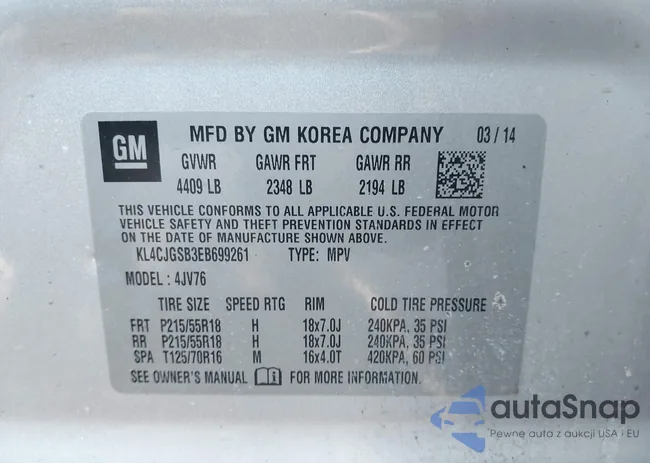 GM MFD BY GM KOREA COMPANY 03/14
GVWR GAWR FRT GAWR RR
4409 LB 2348 LB 2194 LB
THIS VEHICLE CONFORMS TO ALL APPLICABLE U.S. FEDERAL MOTOR
VEHICLE SAFETY AND THEFT PREVENTION STANDARDS IN EFFECT
ON THE DATE OF MANUFACTURE SHOWN ABOVE.
KL4CJGSB3EB699261 TYPE: MPV
MODEL: 4JV76
TIRE SIZE SPEED RTG RIM COLD TIRE PRESSURE
FRT P215/55R18 H 18x7.0J 240KPA, 35 PSI
RR P215/55R18 H 18x7.0J 240KPA, 35 PSI
SPA T125/70R16 M 16x4.0T 420KPA, 60 PSI
SEE OWNER'S MANUAL FOR MORE INFORMATION.
autaSnap
Pewne auta z aukcji USA i EU